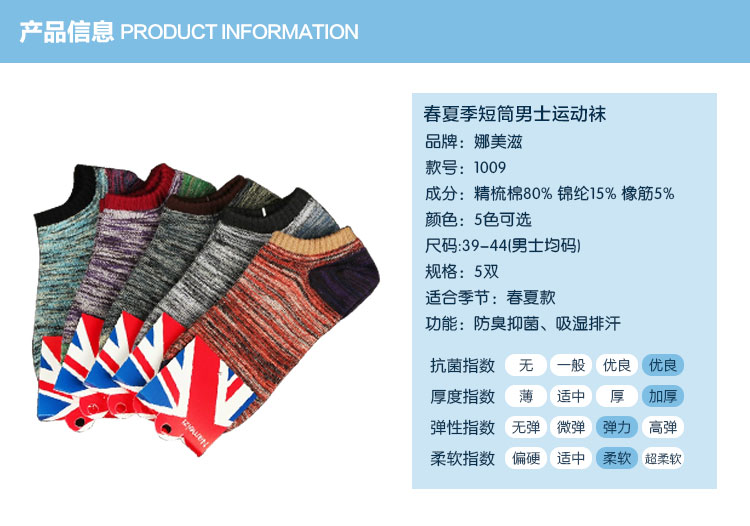 产品信息 PRODUCT INFORMATION
春夏季短筒男士运动袜
品牌：娜美滋
款号：1009
成分：精梳棉80% 锦纶15% 橡筋5%
颜色：5色可选
尺码:39-44(男士均码)
规格：5双
适合季节：春夏款
功能：防臭抑菌、吸湿排汗
抗菌指数 无 一般 优良 优良
厚度指数 薄 适中 厚 加厚
弹性指数 无弹 微弹 弹力 高弹
柔软指数 偏硬 适中 柔软 超柔软